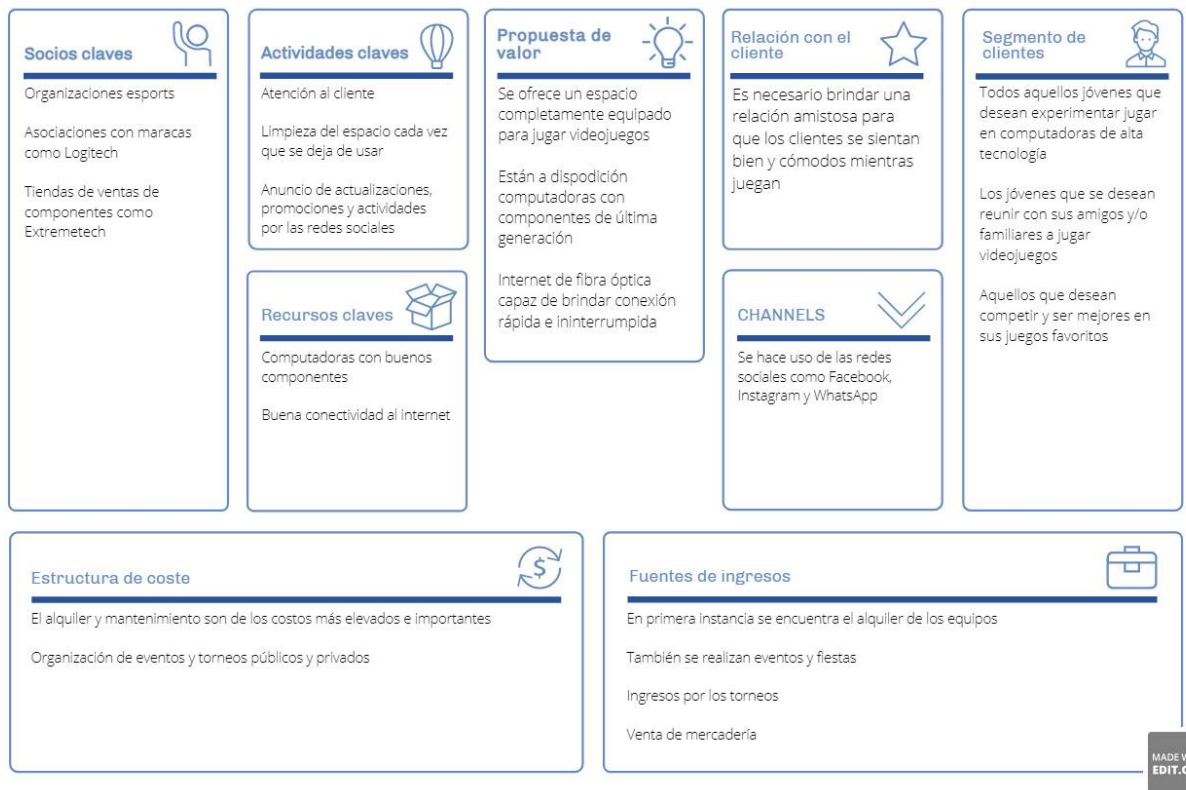 Socios claves
Organizaciones esports
Asociaciones con maracas
como Logitech
Tiendas de ventas de
componentes como
Extremetech
Actividades claves
Atención al cliente
Limpieza del espacio cada vez
que se deja de usar
Anuncio de actualizaciones,
promociones y actividades
por las redes sociales
Recursos claves
Computadoras con buenos
componentes
Buena conectividad al internet
Propuesta de
valor
Se ofrece un espacio
completamente equipado
para jugar videojuegos
Están a dispodición
computadoras con
componentes de última
generación
Internet de fibra óptica
capaz de brindar conexión
rápida e ininterrumpida
Relación con el
cliente
Es necesario brindar una
relación amistosa para
que los clientes se sientan
bien y cómodos mientras
juegan
CHANNELS
Se hace uso de las redes
sociales como Facebook,
Instagram y WhatsApp
Segmento de
clientes
Todos aquellos jóvenes que
desean experimentar jugar
en computadoras de alta
tecnología
Los jóvenes que se desean
reunir con sus amigos y/o
familiares a jugar
videojuegos
Aquellos que desean
competir y ser mejores en
sus juegos favoritos
Estructura de coste
$
El alquiler y mantenimiento son de los costos más elevados e importantes
Organización de eventos y torneos públicos y privados
Fuentes de ingresos
En primera instancia se encuentra el alquiler de los equipos
También se realizan eventos y fiestas
Ingresos por los torneos
Venta de mercadería
MADE
EDIT.